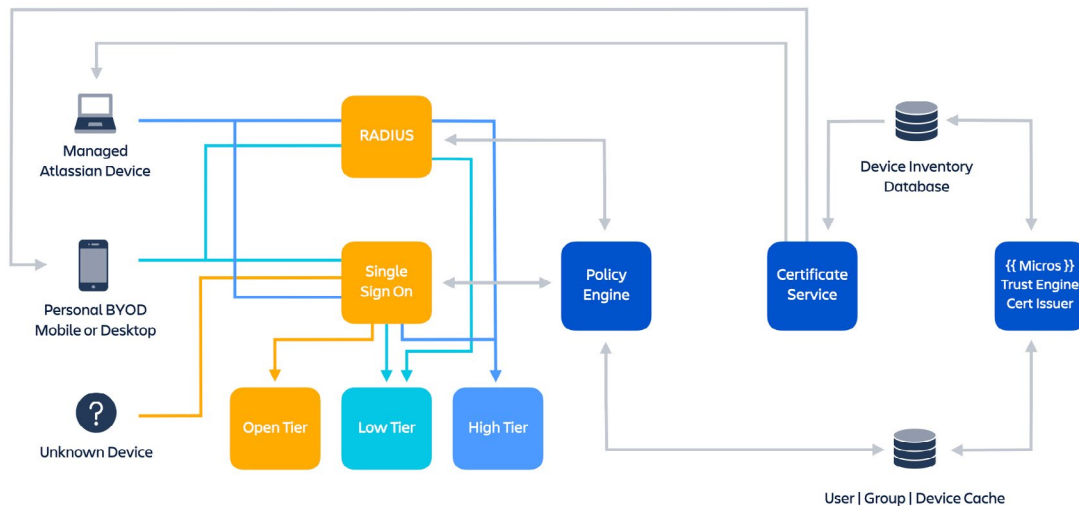 RADIUS
Managed
Atlassian Device
Device Inventory
Database
Single
Sign On
Policy
Engine
Certificate
Service
{{ Micros }}
Trust Engine
Cert Issuer
Personal BYOD
Mobile or Desktop
?
Unknown Device
Open Tier
Low Tier
High Tier
User | Group | Device Cache